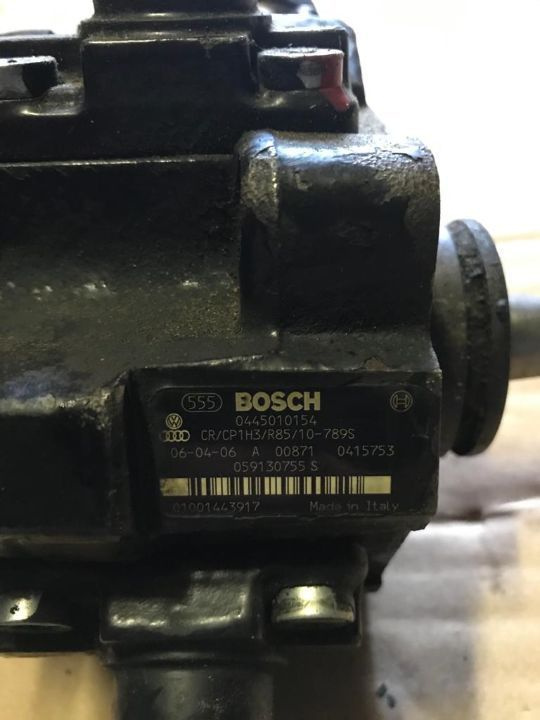 555 BOSCH
0445010154
CR/CP1H3/R85/10-789S
06-04-06 A 00871 0415753
059130755 S
01001443917 Made in Italy